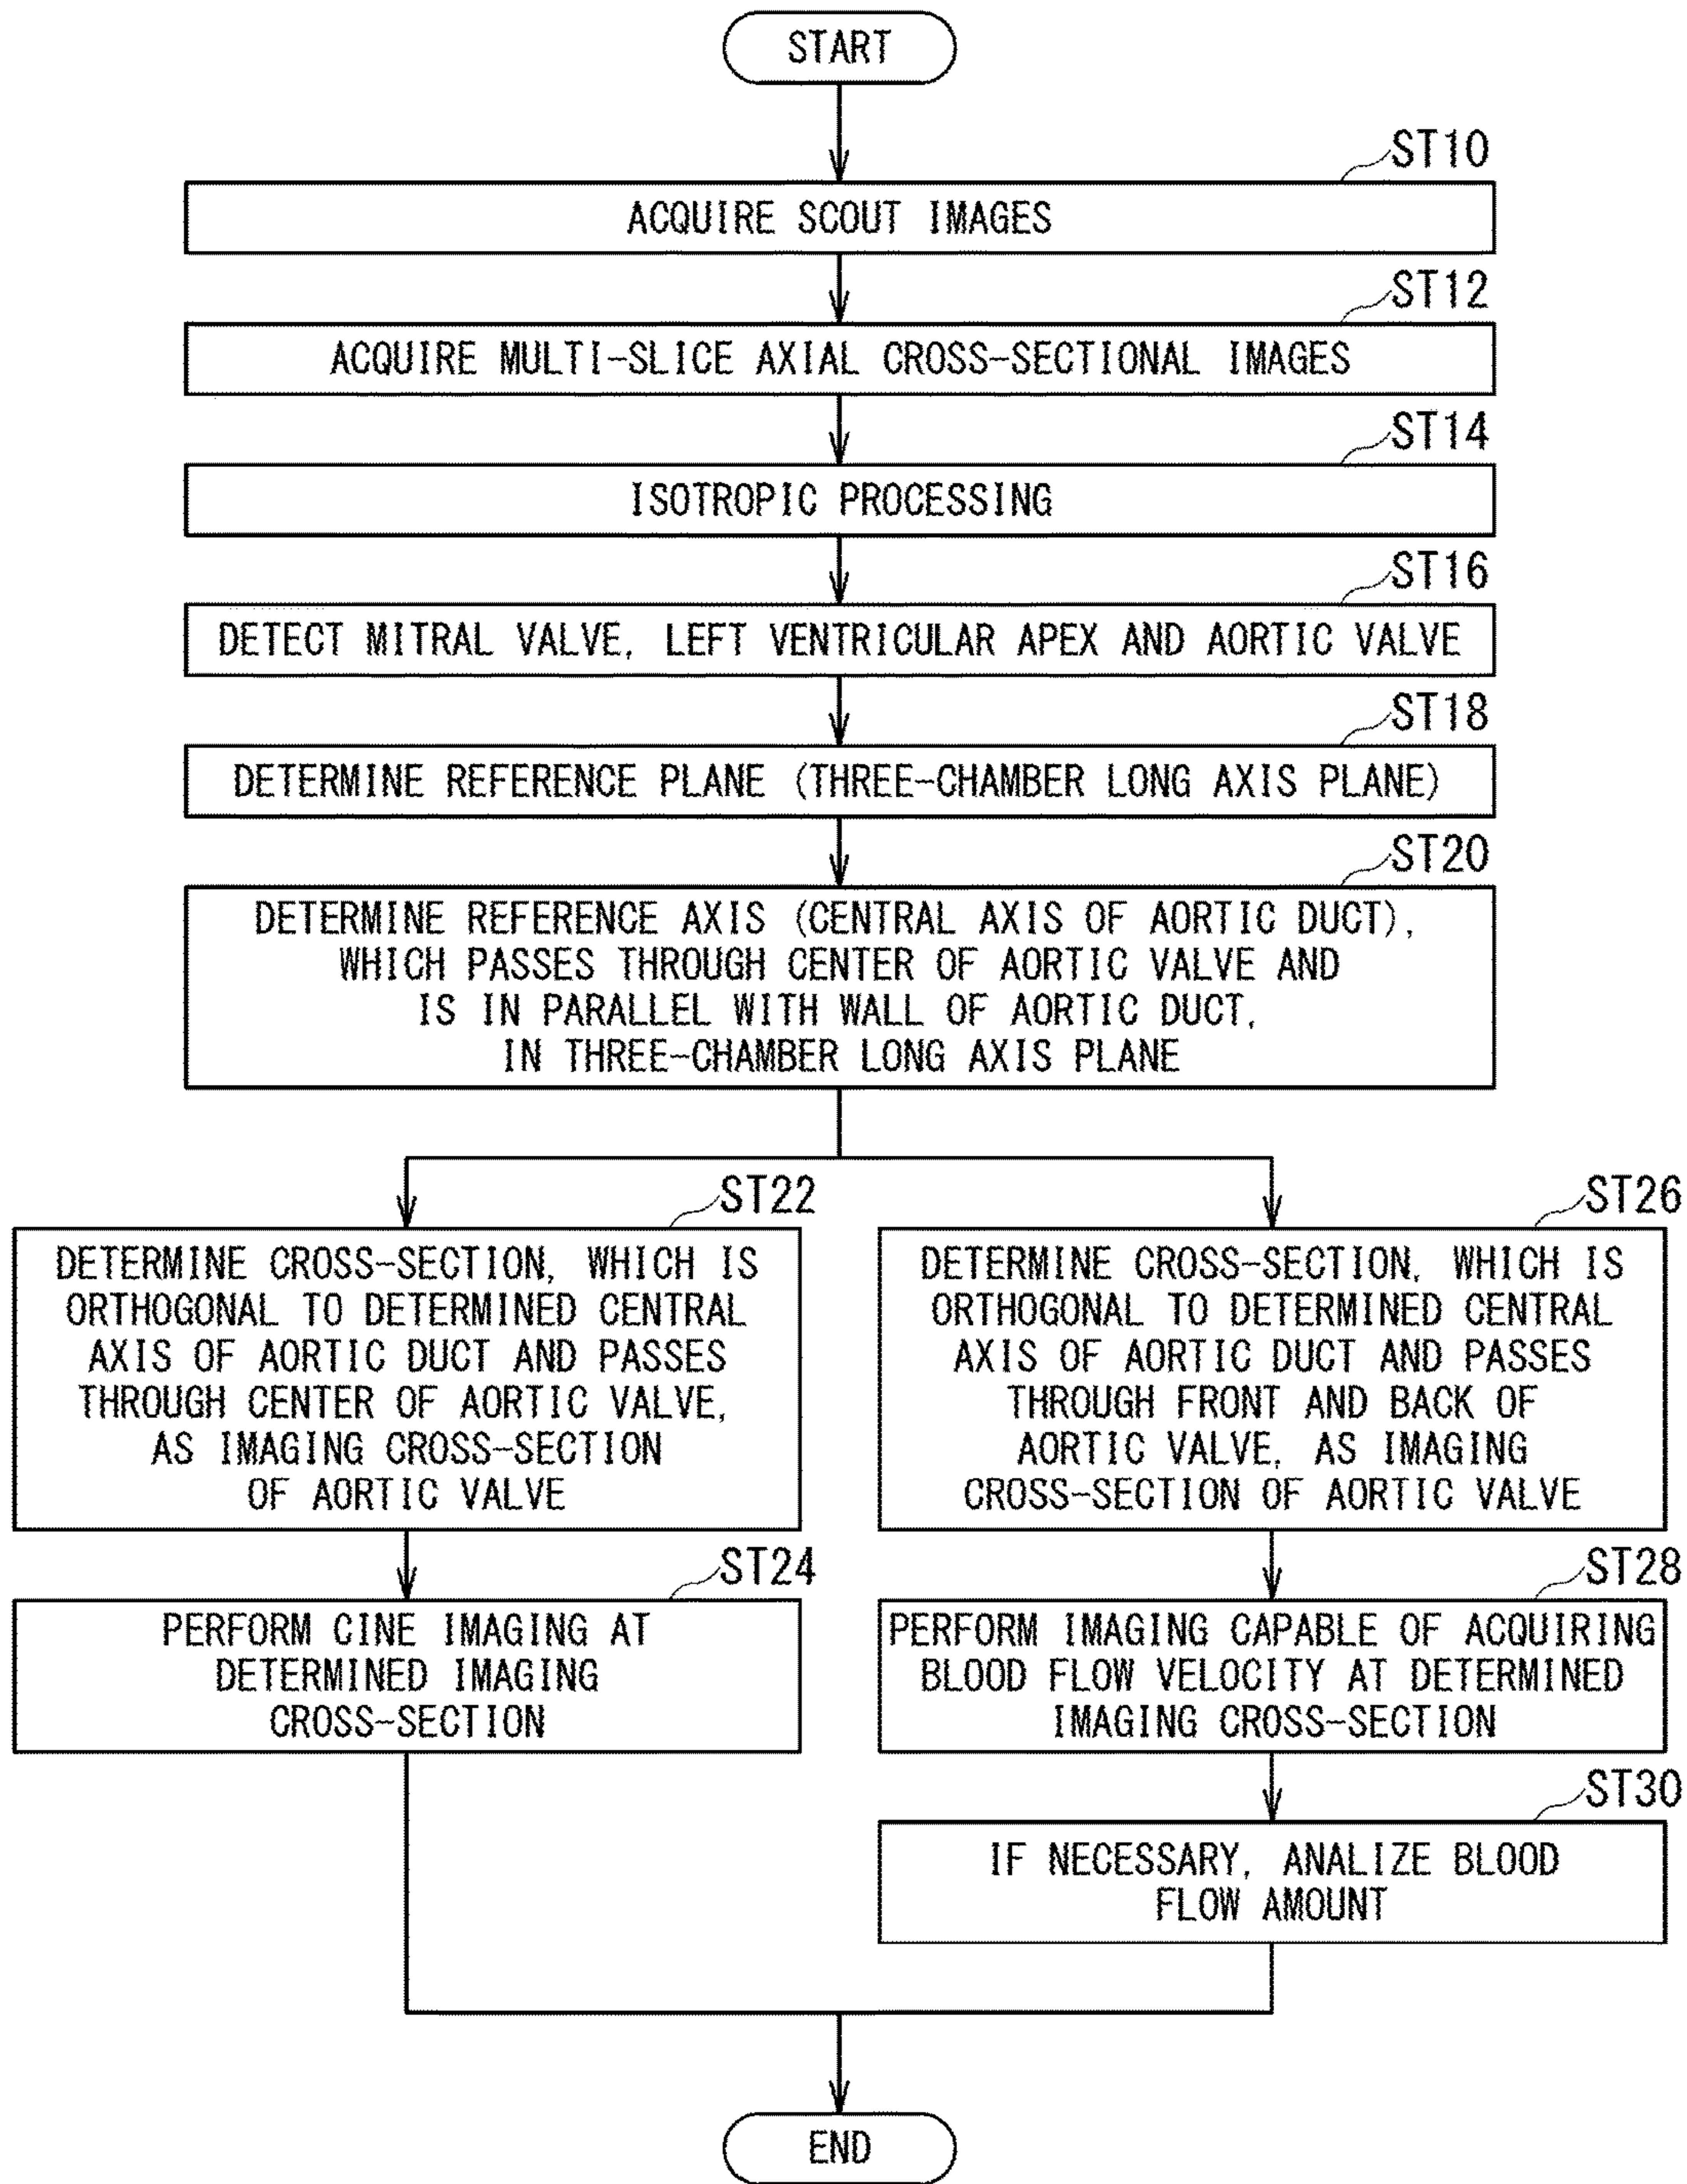 START
ST10
ACQUIRE SCOUT IMAGES
ST12
ACQUIRE MULTI-SLICE AXIAL CROSS-SECTIONAL IMAGES
ST14
ISOTROPIC PROCESSING
ST16
DETECT MITRAL VALVE, LEFT VENTRICULAR APEX AND AORTIC VALVE
ST18
DETERMINE REFERENCE PLANE (THREE-CHAMBER LONG AXIS PLANE)
ST20
DETERMINE REFERENCE AXIS (CENTRAL AXIS OF AORTIC DUCT),
WHICH PASSES THROUGH CENTER OF AORTIC VALVE AND
IS IN PARALLEL WITH WALL OF AORTIC DUCT,
IN THREE-CHAMBER LONG AXIS PLANE
ST22
DETERMINE CROSS-SECTION, WHICH IS
ORTHOGONAL TO DETERMINED CENTRAL
AXIS OF AORTIC DUCT AND PASSES
THROUGH CENTER OF AORTIC VALVE,
AS IMAGING CROSS-SECTION
OF AORTIC VALVE
ST24
PERFORM CINE IMAGING AT
DETERMINED IMAGING
CROSS-SECTION
ST26
DETERMINE CROSS-SECTION, WHICH IS
ORTHOGONAL TO DETERMINED CENTRAL
AXIS OF AORTIC DUCT AND PASSES
THROUGH FRONT AND BACK OF
AORTIC VALVE, AS IMAGING
CROSS-SECTION OF AORTIC VALVE
ST28
PERFORM IMAGING CAPABLE OF ACQUIRING
BLOOD FLOW VELOCITY AT DETERMINED
IMAGING CROSS-SECTION
ST30
IF NECESSARY, ANALIZE BLOOD
FLOW AMOUNT
END